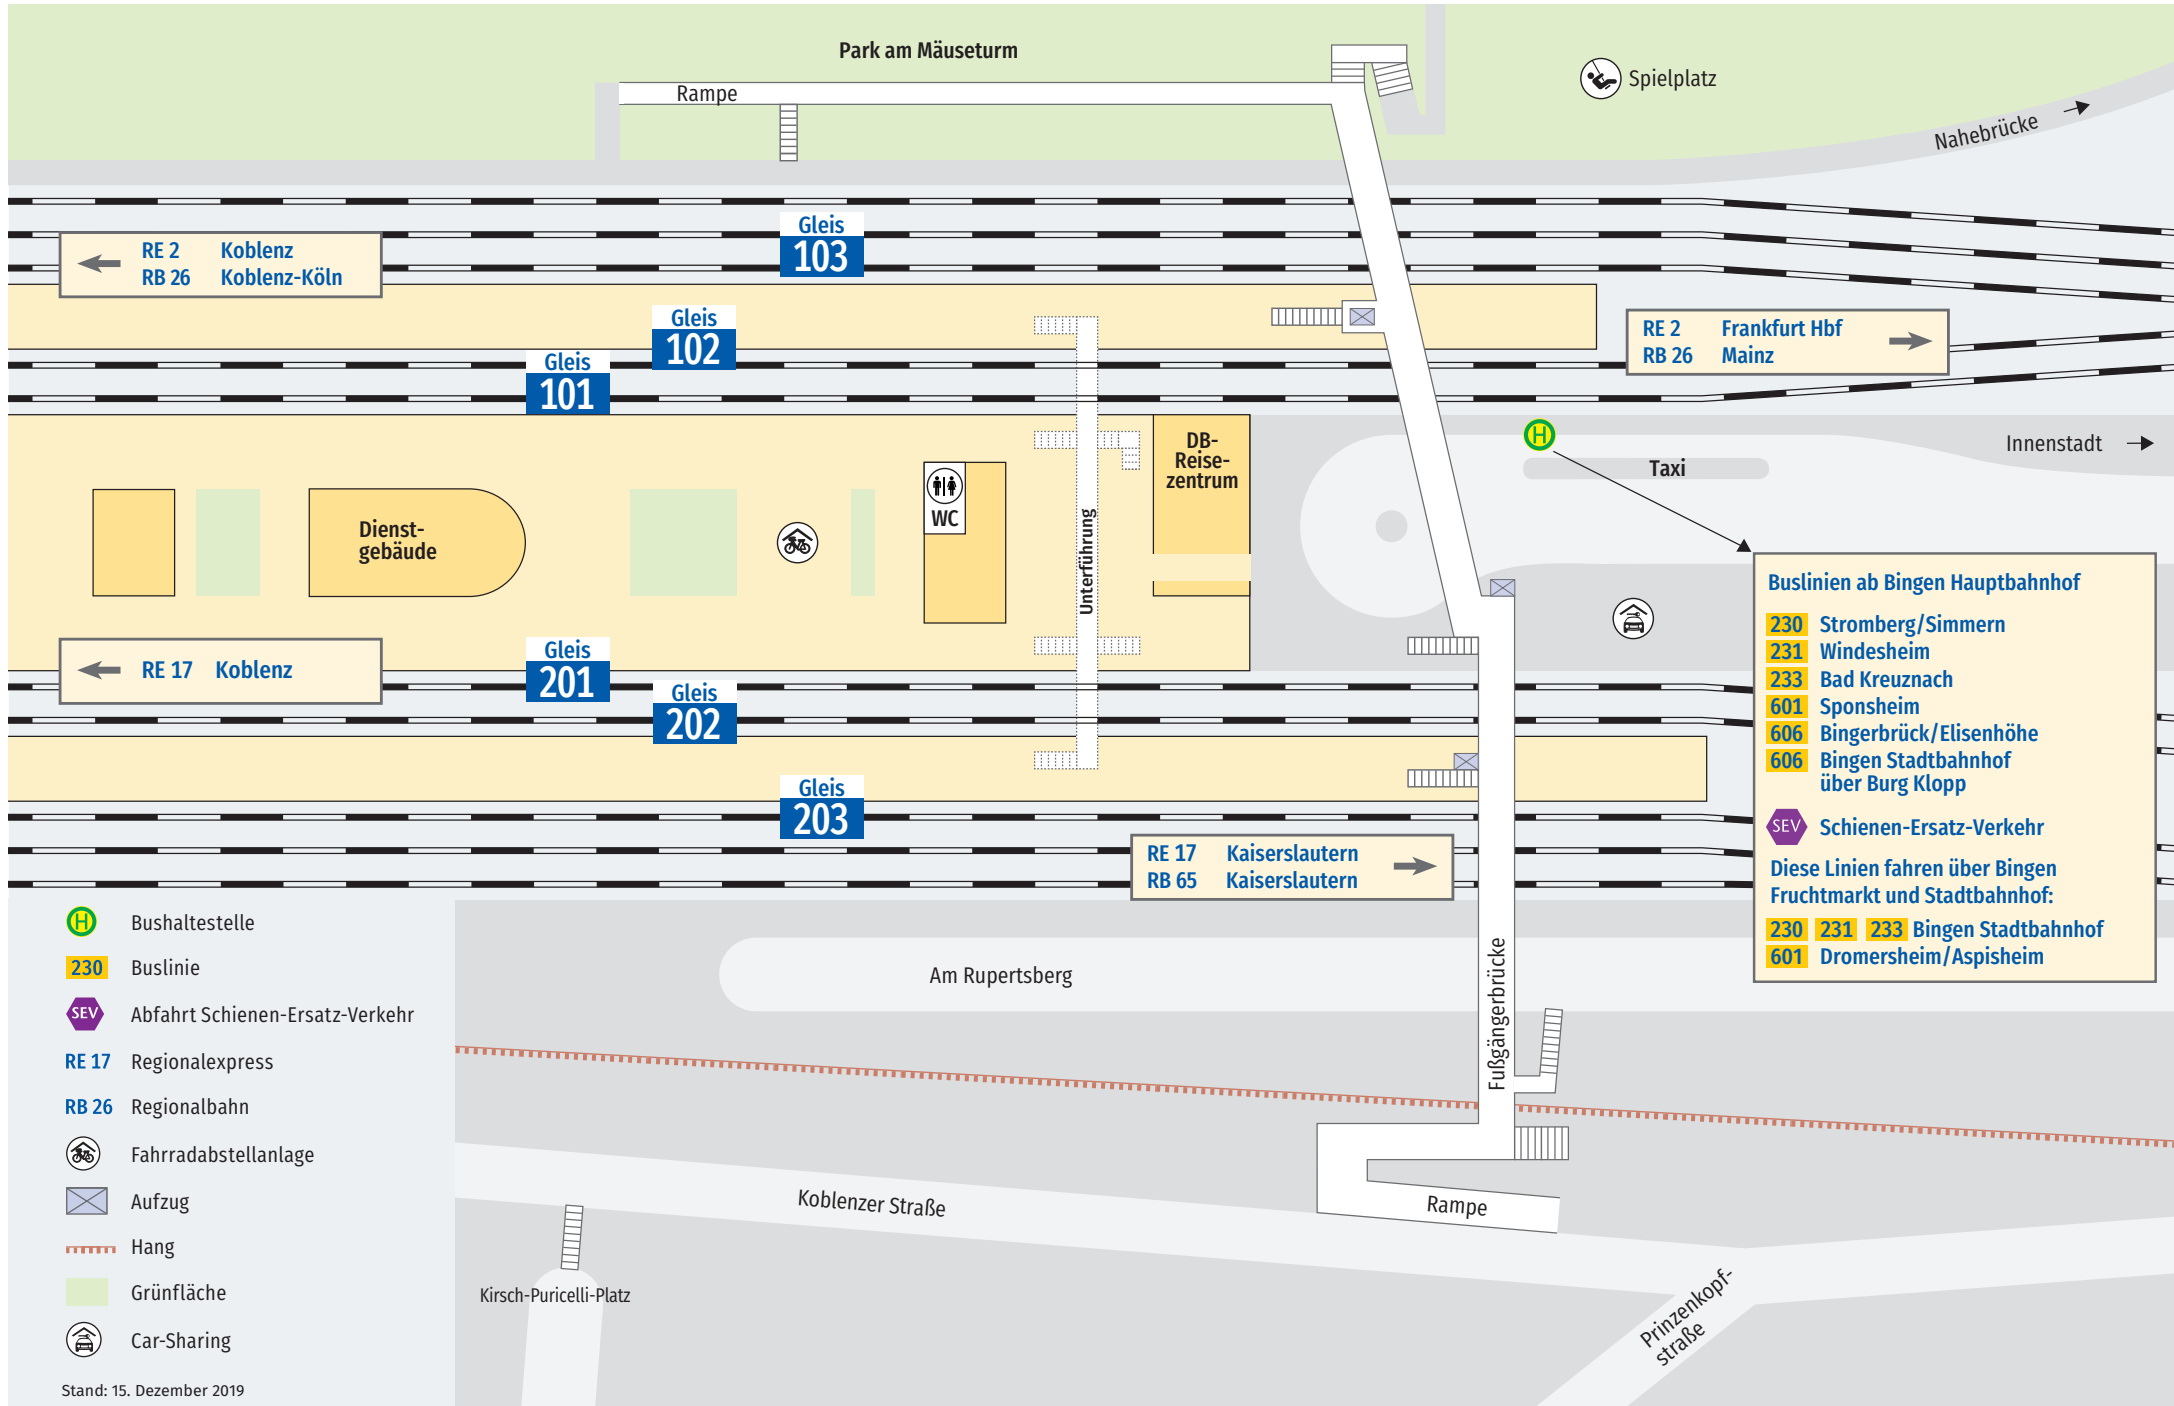 Park am Mäuseturm
Rampe
Spielplatz
Nahebrücke
Gleis
103
RE 2 Koblenz
RB 26 Koblenz-Köln
Gleis
102
RE 2 Frankfurt Hbf
RB 26 Mainz
Gleis
101
H
Taxi
Innenstadt
DB-
Reise-
zentrum
WC
Dienst-
gebäude
Unterführung
RE 17 Koblenz
Gleis
201
Gleis
202
Gleis
203
RE 17 Kaiserslautern
RB 65 Kaiserslautern
Buslinien ab Bingen Hauptbahnhof
230 Stromberg/Simmern
231 Windesheim
233 Bad Kreuznach
601 Sponsheim
606 Bingerbrück/Elisenhöhe
606 Bingen Stadtbahnhof
über Burg Klopp
SEV Schienen-Ersatz-Verkehr
Diese Linien fahren über Bingen
Fruchtmarkt und Stadtbahnhof:
230 231 233 Bingen Stadtbahnhof
601 Dromersheim/Aspisheim
Am Rupertsberg
Fußgängerbrücke
Koblenzer Straße
Rampe
Kirsch-Puricelli-Platz
Prinzenkopf-
straße
H Bushaltestelle
230 Buslinie
SEV Abfahrt Schienen-Ersatz-Verkehr
RE 17 Regionalexpress
RB 26 Regionalbahn
Fahrradabstellanlage
Aufzug
Hang
Grünfläche
Car-Sharing
Stand: 15. Dezember 2019